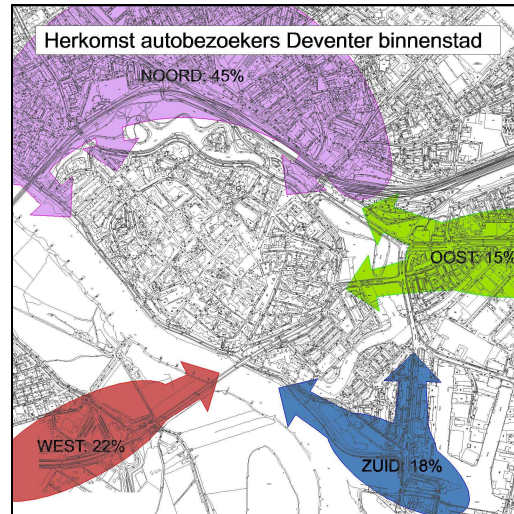 Herkomst autobezoekers Deventer binnenstad
NOORD: 45%
OOST: 15%
WEST: 22%
ZUID: 18%